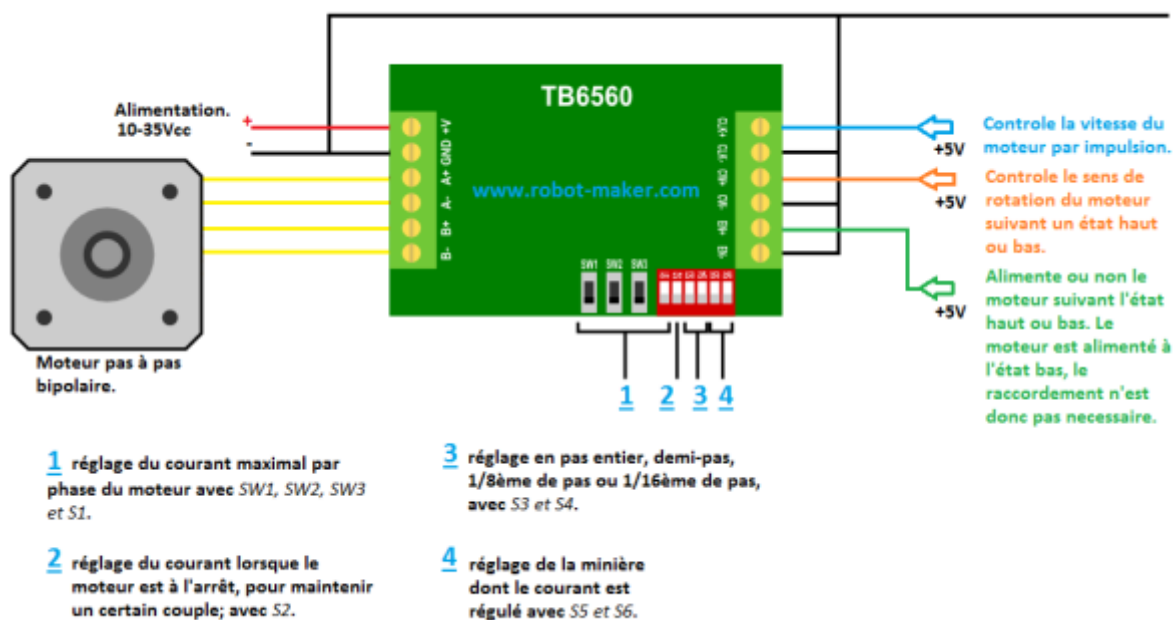 TB6560
Alimentation.
10-35Vcc
+
-
+V
GND
A+
A-
B+
B-
www.robot-maker.com
CLK+
CLK-
CW+
CW-
EN+
EN-
SW1 SW2 SW3
+5V
Controle la vitesse du
moteur par impulsion.
+5V
Controle le sens de
rotation du moteur
suivant un état haut
ou bas.
+5V
Alimente ou non le
moteur suivant l'état
haut ou bas. Le
moteur est alimenté à
l'état bas, le
raccordement n'est
donc pas necessaire.
Moteur pas à pas
bipolaire.
1 2 3 4
1 réglage du courant maximal par
phase du moteur avec SW1, SW2, SW3
et S1.
2 réglage du courant lorsque le
moteur est à l'arrêt, pour maintenir
un certain couple; avec S2.
3 réglage en pas entier, demi-pas,
1/8ème de pas ou 1/16ème de pas,
avec S3 et S4.
4 réglage de la minière
dont le courant est
régulé avec S5 et S6.